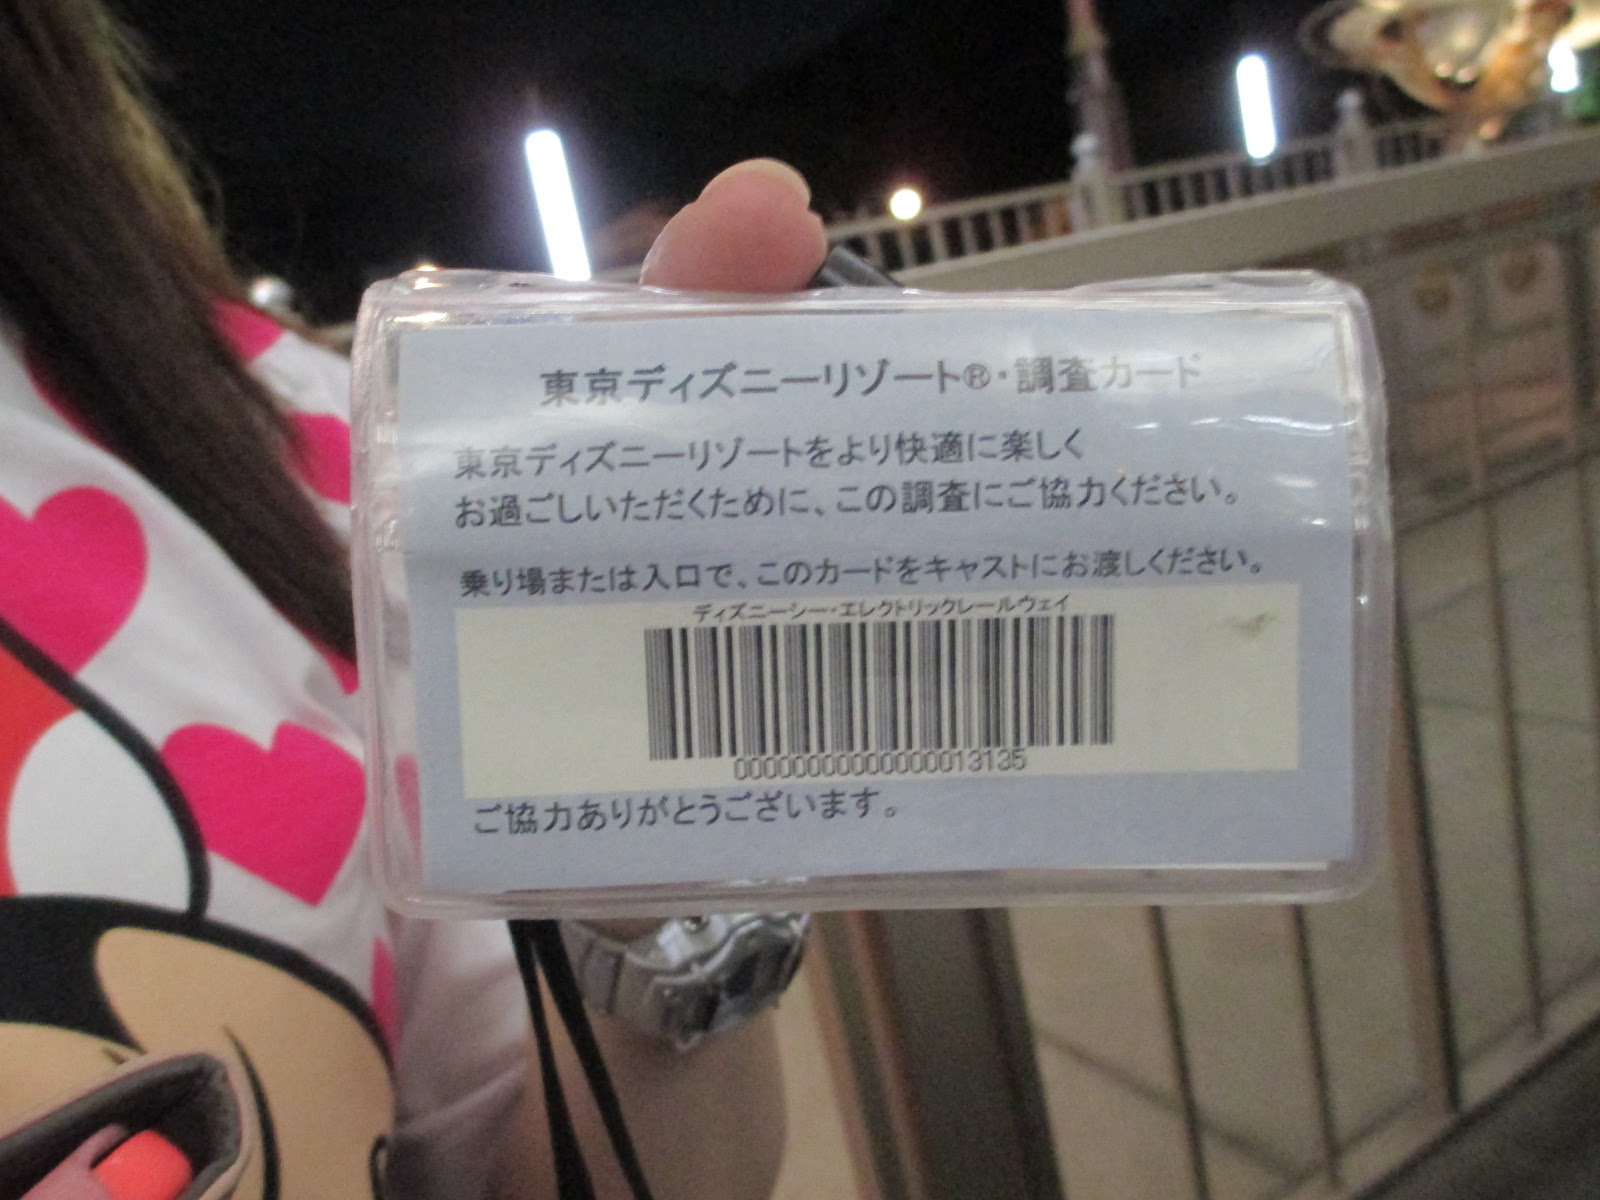 東京ディズニーリゾート®・調査カード
東京ディズニーリゾートをより快適に楽しく
お過ごしいただくために、この調査にご協力ください。
乗り場または入口で、このカードをキャストにお渡しください。
ディズニーシー・エレクトリックレールウェイ
00000000000000013135
ご協力ありがとうございます。